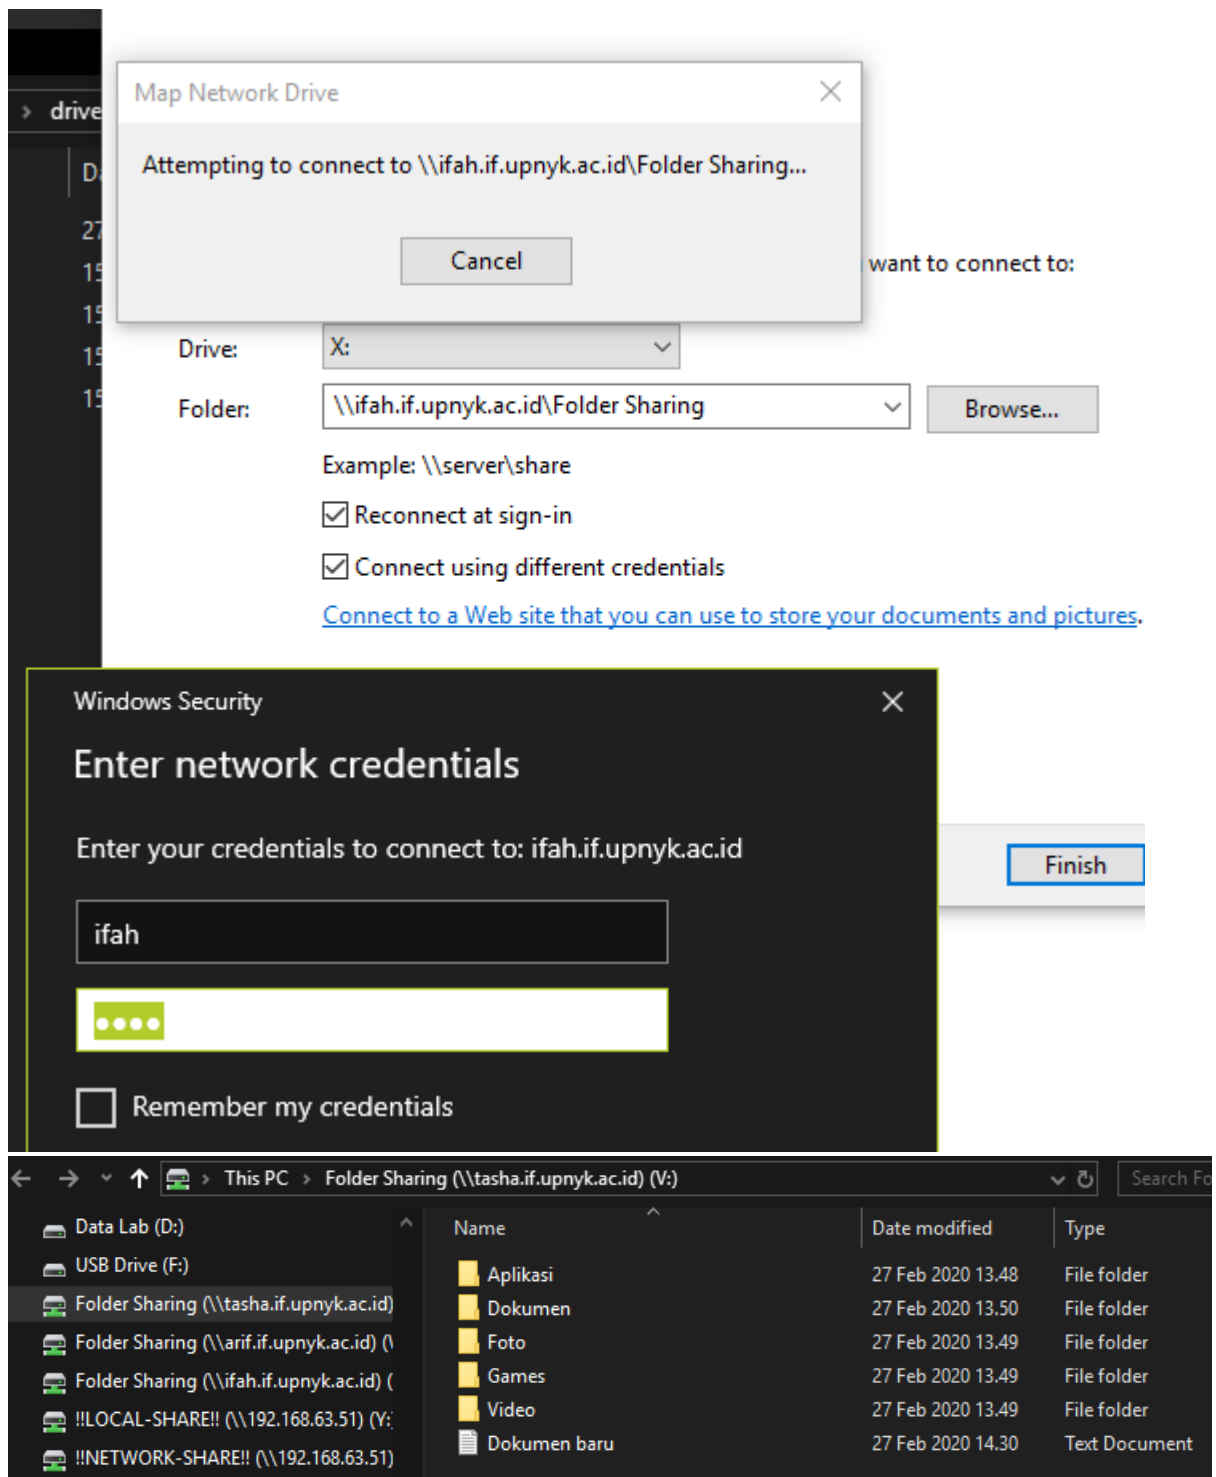 Map Network Drive
drive
Attempting to connect to \\ifah.if.upnyk.ac.id\Folder Sharing...
Cancel
want to connect to:
Drive:
X:
Folder:
\\ifah.if.upnyk.ac.id\Folder Sharing
Browse...
Example: \\server\share
Reconnect at sign-in
Connect using different credentials
Connect to a Web site that you can use to store your documents and pictures.
Finish
Windows Security
Enter network credentials
Enter your credentials to connect to: ifah.if.upnyk.ac.id
ifah
••••
Remember my credentials
This PC > Folder Sharing (\\tasha.if.upnyk.ac.id) (V:)
Search Fo
Data Lab (D:)
USB Drive (F:)
Folder Sharing (\\tasha.if.upnyk.ac.id)
Folder Sharing (\\arif.if.upnyk.ac.id) (
Folder Sharing (\\ifah.if.upnyk.ac.id) (
!!LOCAL-SHARE!! (\\192.168.63.51) (Y:
!!NETWORK-SHARE!! (\\192.168.63.51)
Name Date modified Type
Aplikasi 27 Feb 2020 13.48 File folder
Dokumen 27 Feb 2020 13.50 File folder
Foto 27 Feb 2020 13.49 File folder
Games 27 Feb 2020 13.49 File folder
Video 27 Feb 2020 13.49 File folder
Dokumen baru 27 Feb 2020 14.30 Text Document